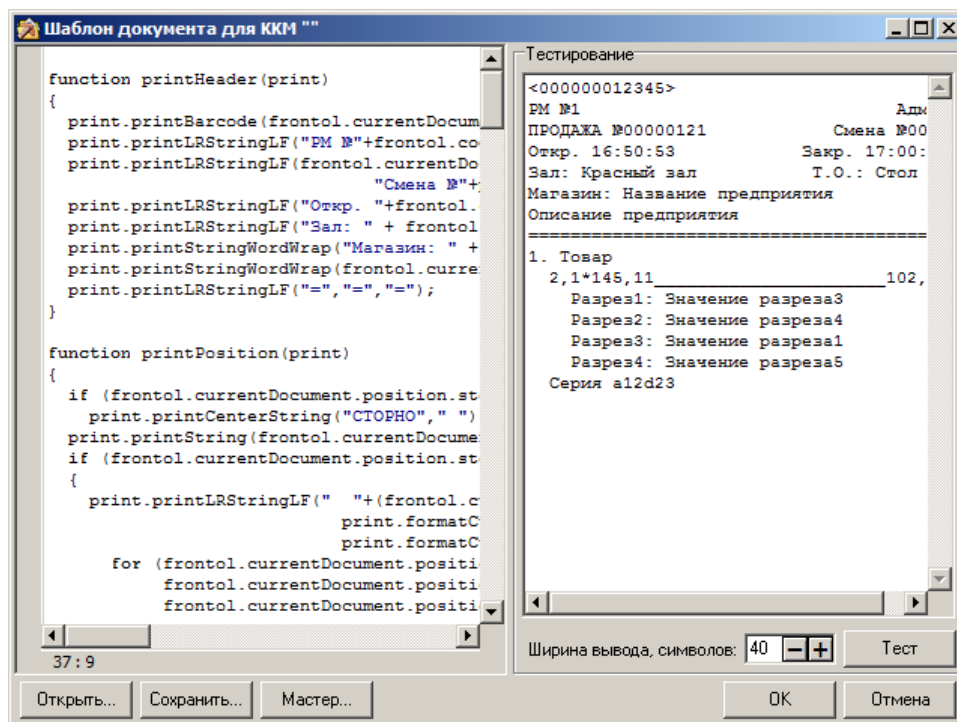 Шаблон документа для ККМ ""
function printHeader(print)
{
print.printBarcode(frontol.currentDocum
print.printLRStringLF("РМ №"+frontol.co
print.printLRStringLF(frontol.currentDo
"Смена №"+
print.printLRStringLF("Откр. "+frontol.
print.printLRStringLF("Зал: " + frontol
print.printStringWordWrap("Магазин: " +
print.printStringWordWrap(frontol.curre
print.printLRStringLF("=","=","=");
}
function printPosition(print)
{
if (frontol.currentDocument.position.sto
print.printCenterString("СТОРНО"," ")
print.printString(frontol.currentDocume
if (frontol.currentDocument.position.sto
{
print.printLRStringLF("  "+(frontol.c
print.formatC
print.formatC
for (frontol.currentDocument.positi
frontol.currentDocument.positi
frontol.currentDocument.positi
37:9
Тестирование
<000000012345>
РМ №1 Адм
ПРОДАЖА №00000121 Смена №00
Откр. 16:50:53 Закр. 17:00:
Зал: Красный зал Т.О.: Стол
Магазин: Название предприятия
Описание предприятия
======================================
1. Товар
2,1*145,11______________________102,
Разрез1: Значение разреза3
Разрез2: Значение разреза4
Разрез3: Значение разреза1
Разрез4: Значение разреза5
Серия a12d23
Ширина вывода, символов: 40 Тест
Открыть... Сохранить... Мастер... OK Отмена